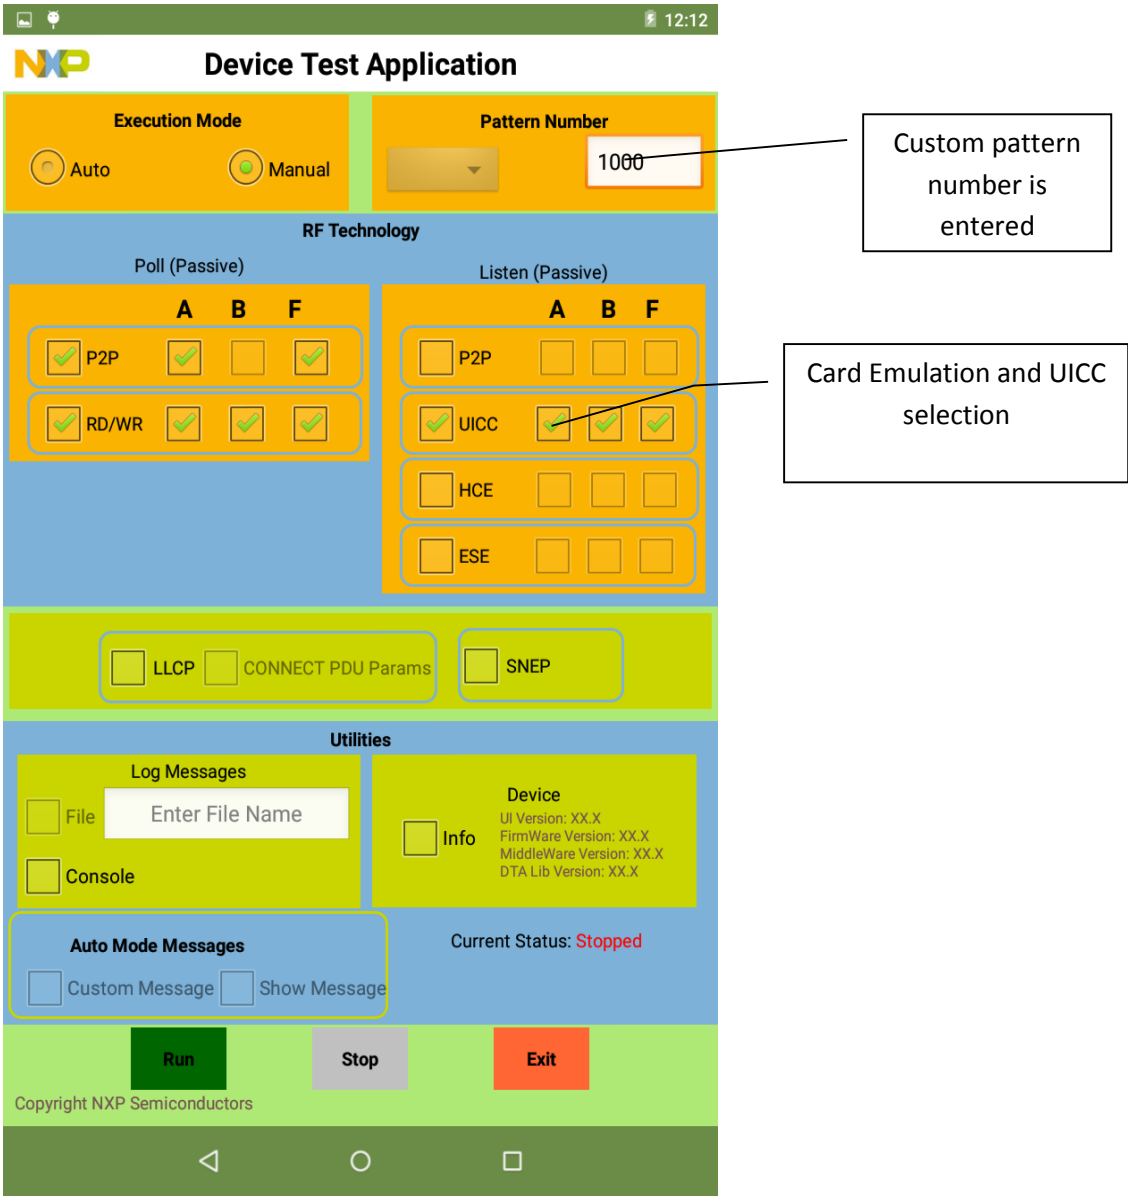 12:12
NXP
Device Test Application
Execution Mode
Auto
Manual
Pattern Number
1000
Custom pattern
number is
entered
RF Technology
Poll (Passive)
A B F
P2P
RD/WR
Listen (Passive)
A B F
P2P
UICC
HCE
ESE
Card Emulation and UICC
selection
LLCP
CONNECT PDU Params
SNEP
Utilities
Log Messages
File
Enter File Name
Console
Device
Info
UI Version: XX.X
FirmWare Version: XX.X
MiddleWare Version: XX.X
DTA Lib Version: XX.X
Auto Mode Messages
Custom Message
Show Message
Current Status: Stopped
Run
Stop
Exit
Copyright NXP Semiconductors